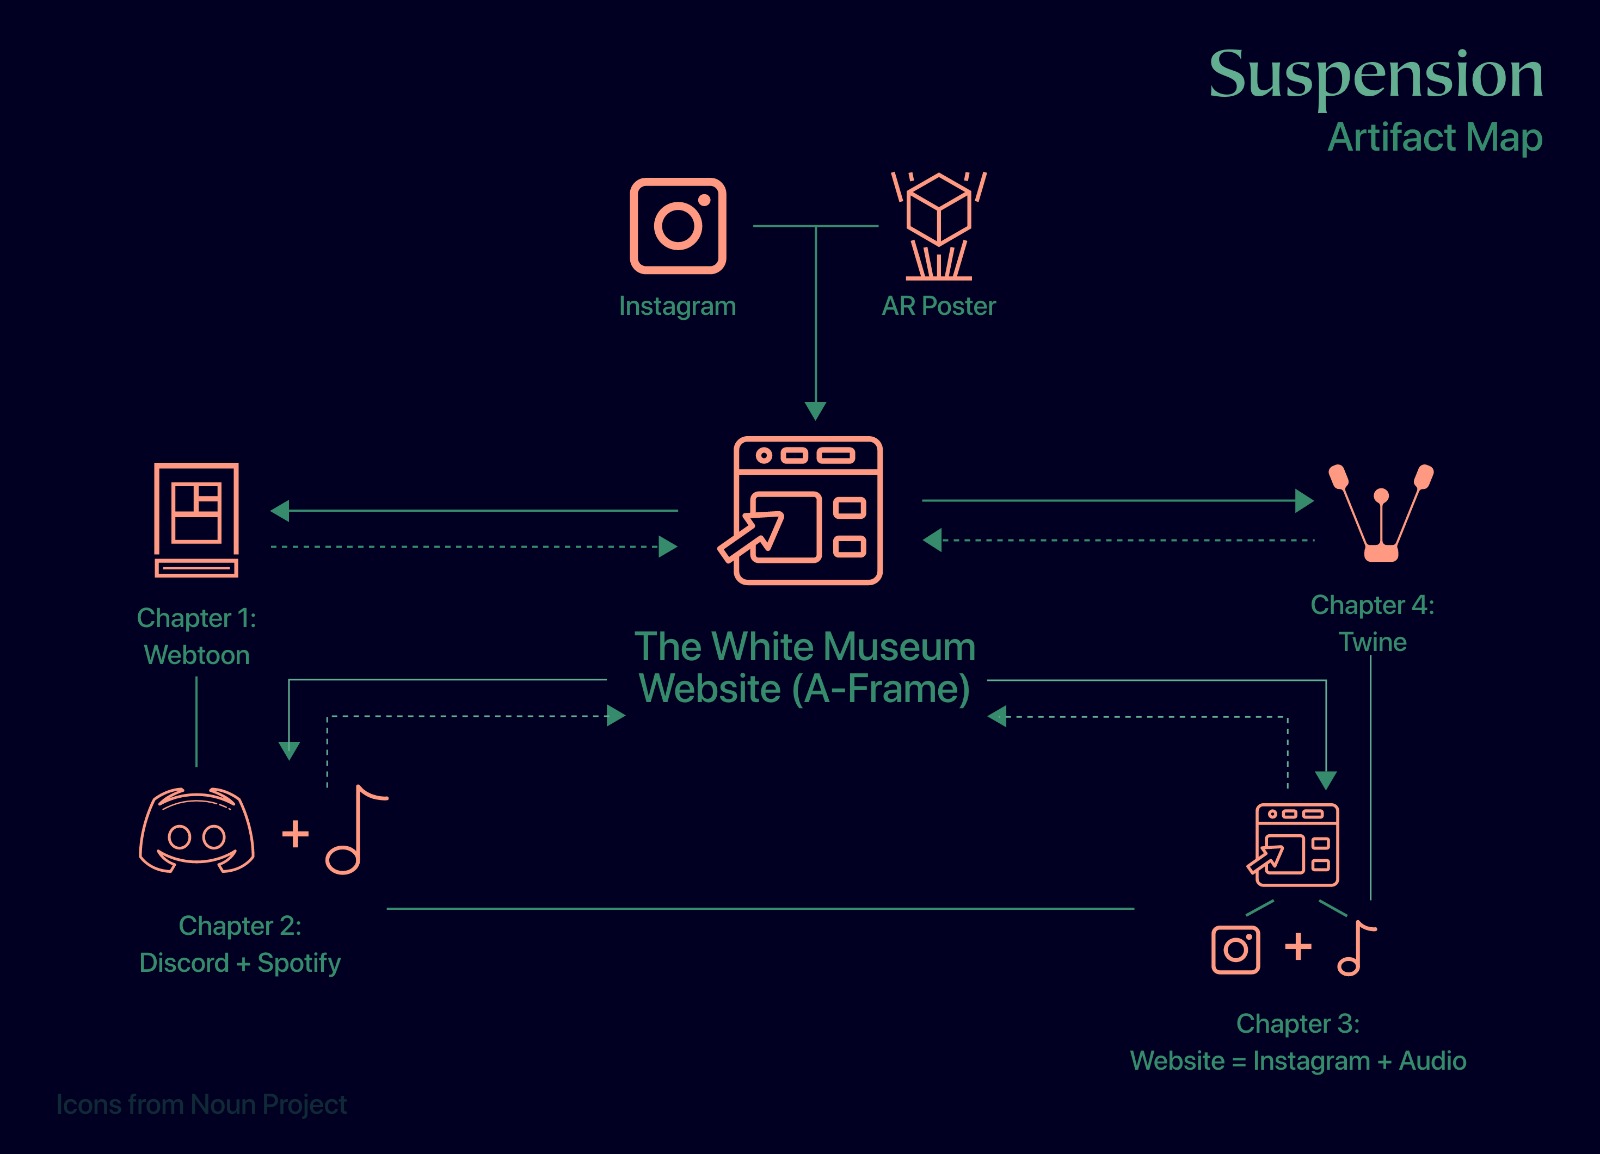 Suspension
Artifact Map
Instagram
AR Poster
Chapter 1:
Webtoon
The White Museum
Website (A-Frame)
Chapter 4:
Twine
Chapter 2:
Discord + Spotify
Chapter 3:
Website = Instagram + Audio
Icons from Noun Project